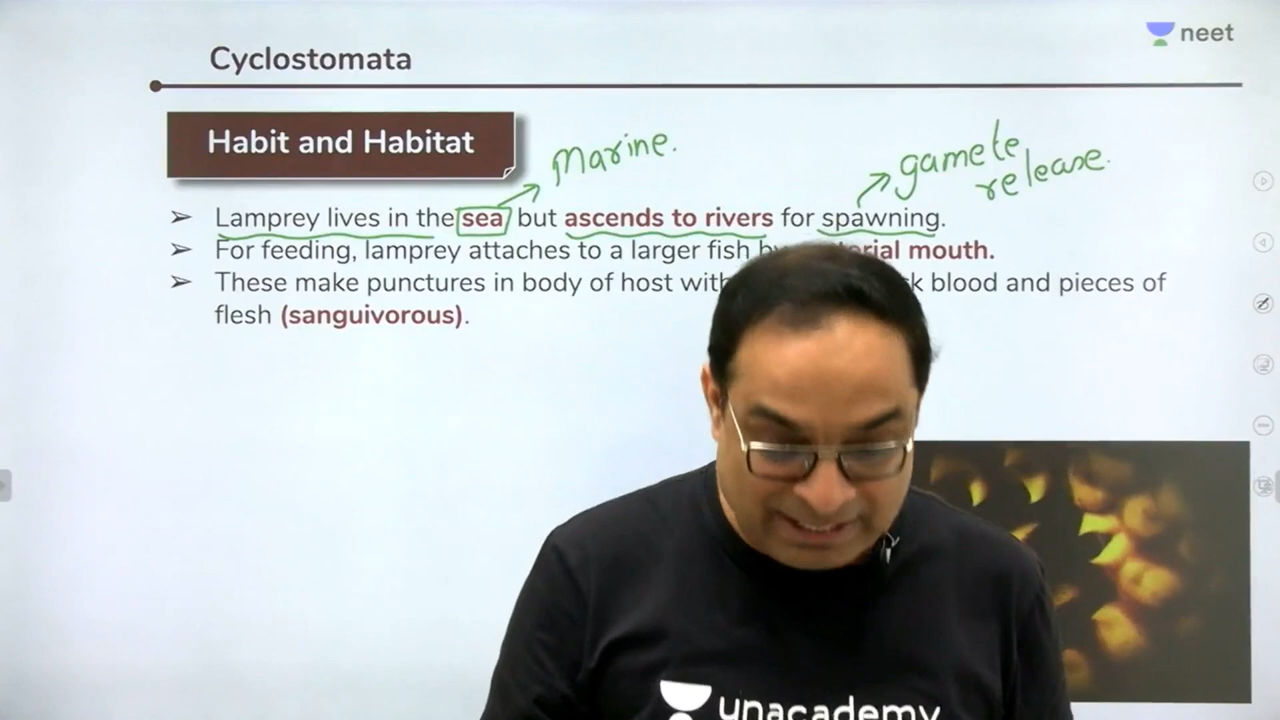 neet
Cyclostomata
Habit and Habitat
Marine.
gamete
release.
➢ Lamprey lives in the sea but ascends to rivers for spawning.
➢ For feeding, lamprey attaches to a larger fish mouth.
➢ These make punctures in body of host blood and pieces of
flesh (sanguivorous).
unacademy